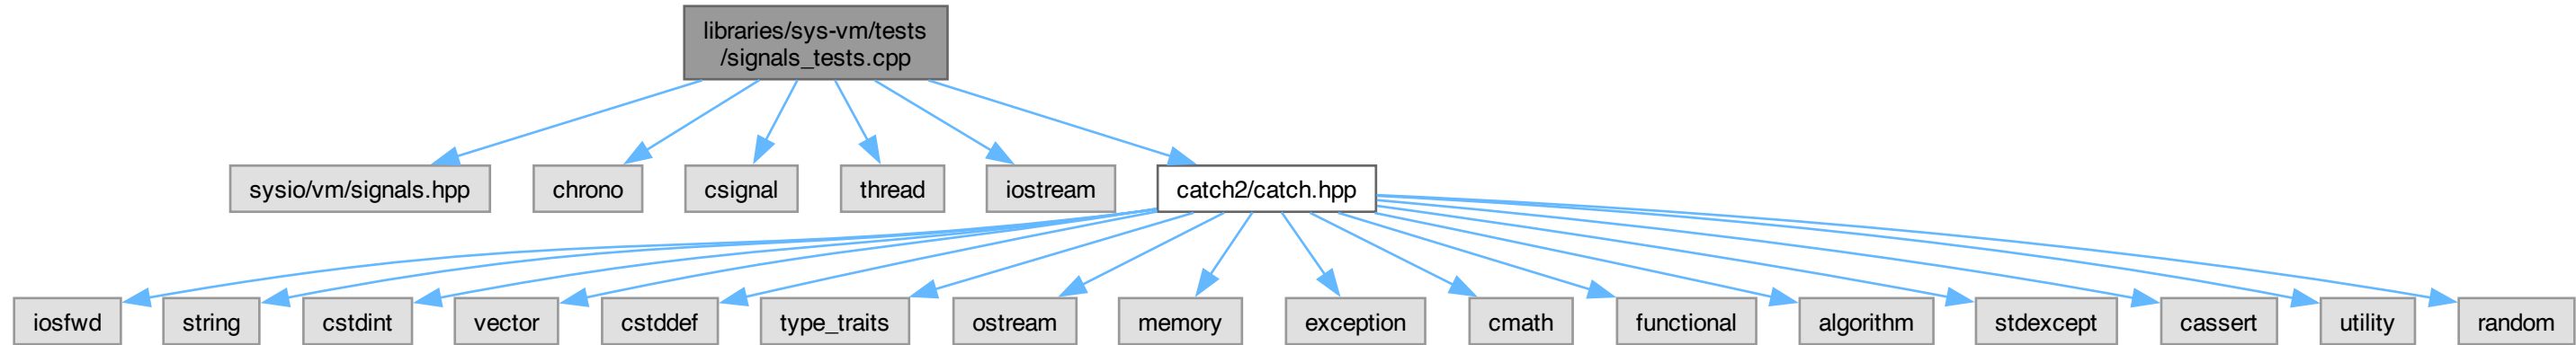 libraries/sys-vm/tests
/signals_tests.cpp
sysio/vm/signals.hpp
chrono
csignal
thread
iostream
catch2/catch.hpp
iosfwd
string
cstdint
vector
cstddef
type_traits
ostream
memory
exception
cmath
functional
algorithm
stdexcept
cassert
utility
random